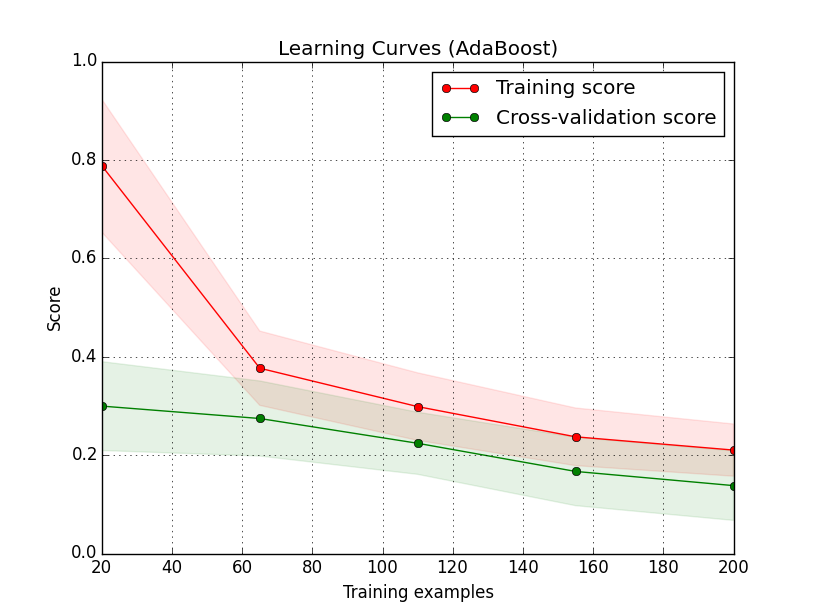 Learning Curves (AdaBoost)
Training score
Cross-validation score
1.0
0.8
0.6
0.4
0.2
0.0
Score
20 40 60 80 100 120 140 160 180 200
Training examples